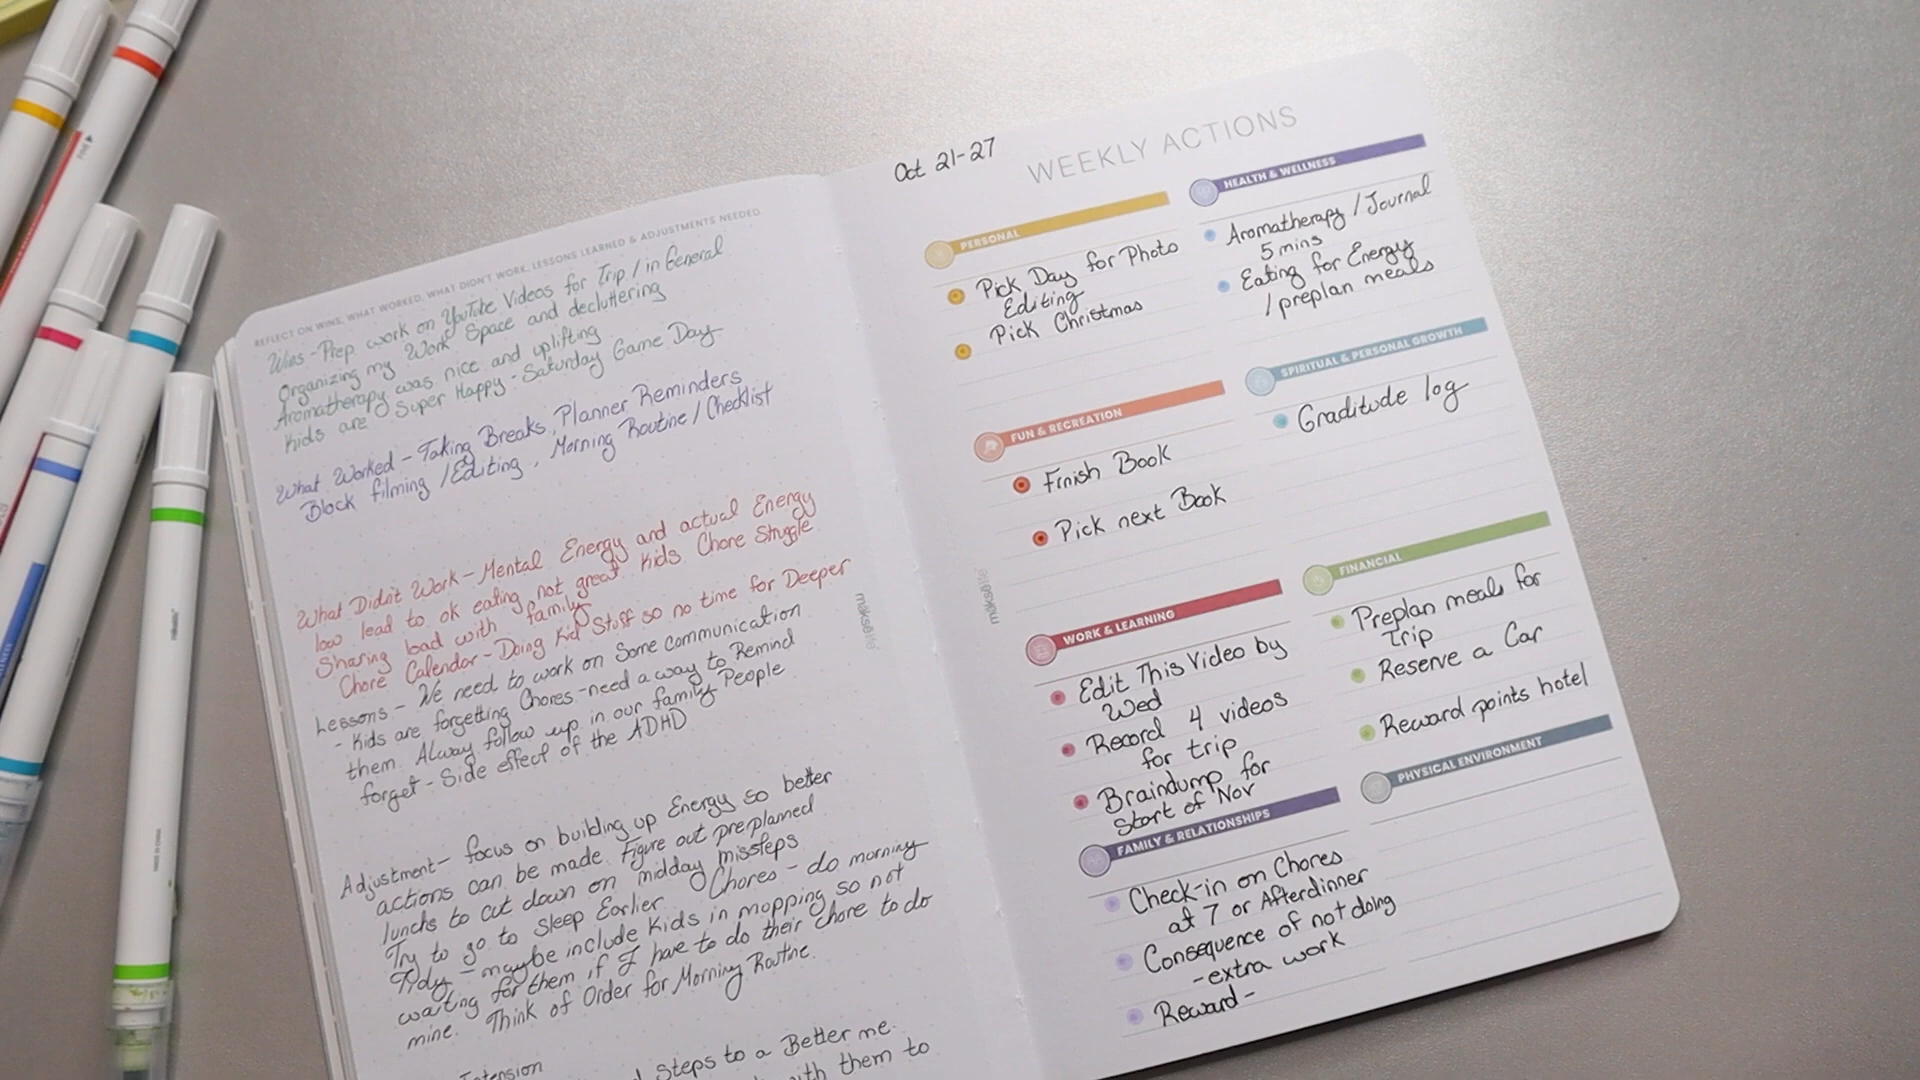 REFLECT ON WINS, WHAT WORKED, WHAT DIDN'T WORK, LESSONS LEARNED & ADJUSTMENTS NEEDED.
Wins - Prep work on YouTube Videos for Trip / in General
Organizing my Work Space and decluttering
Aromatherapy was nice and uplifting
Kids are Super Happy - Saturday Game Day
What Worked - Taking Breaks, Planner Reminders
Block filming / Editing, Morning Routine / Checklist
What Didn't Work - Mental Energy and actual Energy
low lead to ok eating not great Kids Chore Struggle
Sharing load with family
Chore Calendar - Doing Kid Stuff so no time for Deeper
Lessons - We need to work on Some communication
- Kids are forgetting Chores - need a way to Remind
them. Alway follow up in our family People
forget - Side effect of the ADHD
Adjustment - focus on building up Energy so better
actions can be made. Figure out preplanned
lunchs to cut down on midday missteps
Try to go to Sleep Earlier. Chores - do morning
Tidy - maybe include Kids in mopping so not
waiting for them if I have to do their chore to do
mine. Think of Order for Morning Routine.
Steps to a Better me.
with them to
makselife
Oct 21-27
WEEKLY ACTIONS
PERSONAL
Pick Day for Photo
Editing
Pick Christmas
FUN & RECREATION
Finish Book
Pick next Book
makselife
WORK & LEARNING
Edit This Video by
Wed
Record 4 videos
for trip
Braindump for
Start of Nov
FAMILY & RELATIONSHIPS
Check-in on Chores
at 7 or Afterdinner
Consequence of not doing
- extra work
Reward -
HEALTH & WELLNESS
Aromatherapy / Journal
5 mins
Eating for Energy
/ preplan meals
SPIRITUAL & PERSONAL GROWTH
Graditude log
FINANCIAL
Preplan meals for
Trip
Reserve a Car
Reward points hotel
PHYSICAL ENVIRONMENT